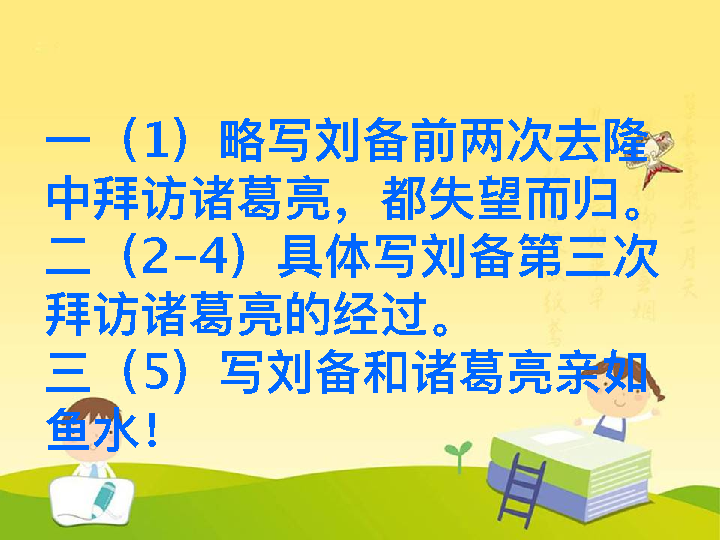 一（1）略写刘备前两次去隆
中拜访诸葛亮，都失望而归。
二（2-4）具体写刘备第三次
拜访诸葛亮的经过。
三（5）写刘备和诸葛亮亲如
鱼水！